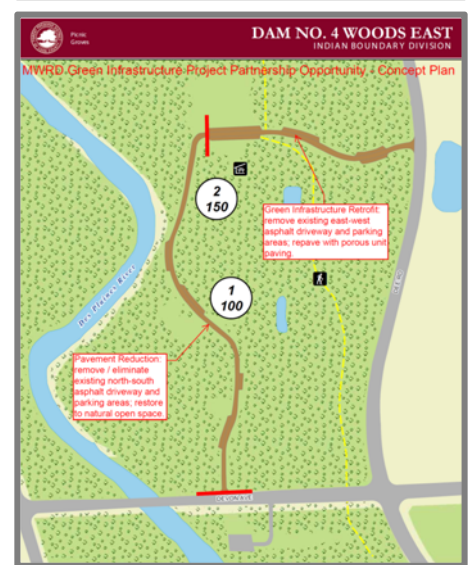 Picnic
Groves
DAM NO. 4 WOODS EAST
INDIAN BOUNDARY DIVISION
MWRD Green Infrastructure Project Partnership Opportunity - Concept Plan
2
150
Green Infrastructure Retrofit:
remove existing east-west
asphalt driveway and parking
areas; repave with porous unit
paving.
Des Plaines River
1
100
Pavement Reduction:
remove / eliminate
existing north-south
asphalt driveway and
parking areas; restore
to natural open space.
DEVON AVE